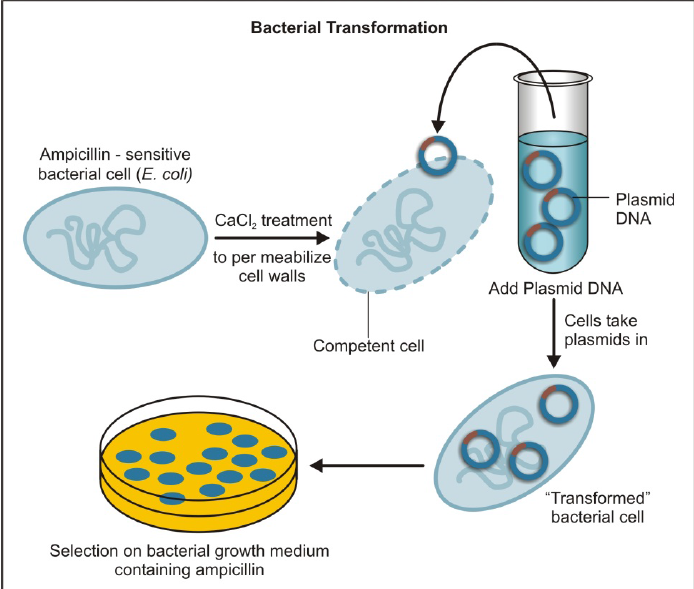 Bacterial Transformation
Ampicillin - sensitive
bacterial cell (E. coli)
CaCl₂ treatment
to per meabilize
cell walls
Plasmid
DNA
Add Plasmid DNA
Competent cell
Cells take
plasmids in
"Transformed"
bacterial cell
Selection on bacterial growth medium
containing ampicillin